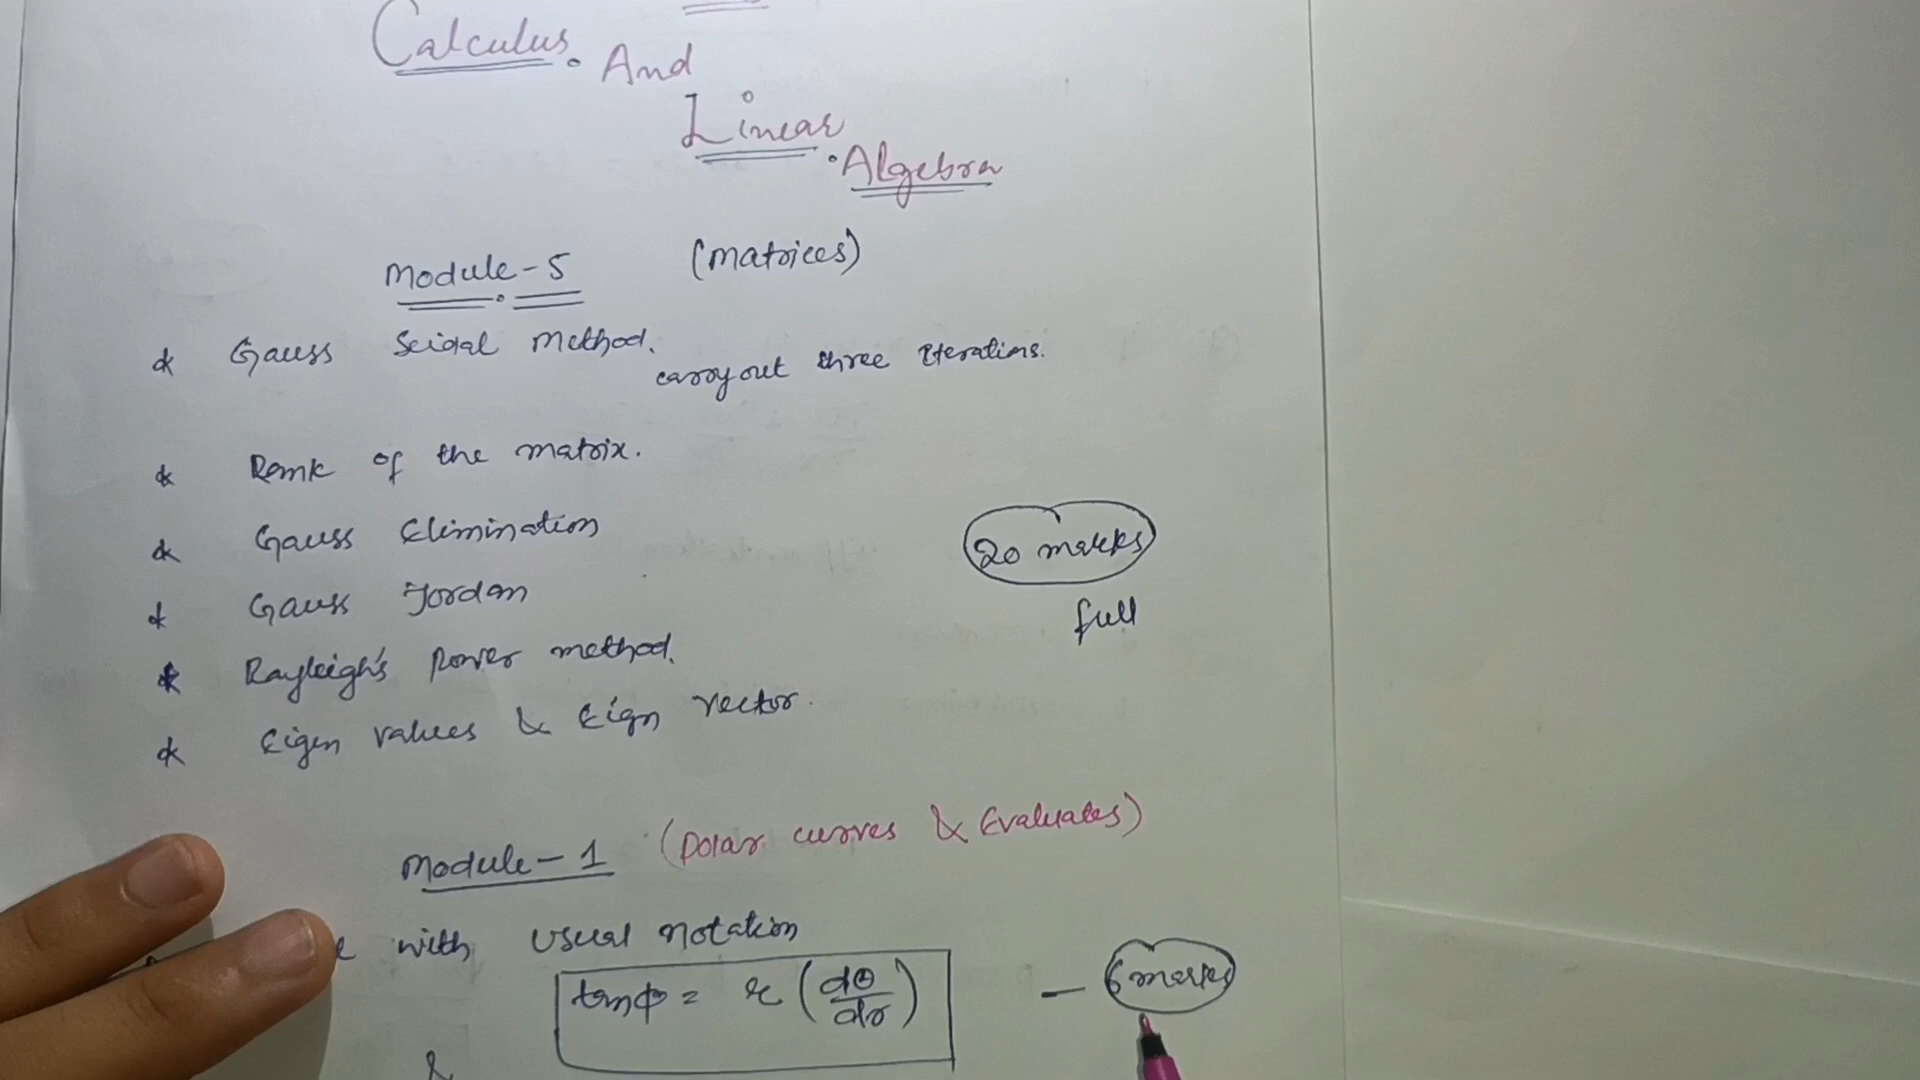 Calculus And
Linear
Algebra
Module-5 (matrices)
* Gauss Seidal method.
carryout three iterations.
* Rank of the matrix.
* Gauss Elimination
* Gauss Jordan
20 marks
full
* Rayleigh's Power method.
* Eigen values & Eign vector.
Module-1 (Polar curves & Evaluates)
with usual notation
tanφ = r (dθ/dr) — 6 marks
&